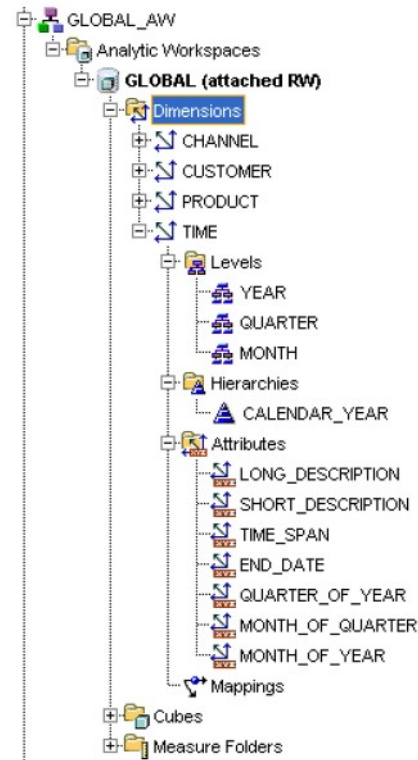 GLOBAL_AW
Analytic Workspaces
GLOBAL (attached RW)
Dimensions
CHANNEL
CUSTOMER
PRODUCT
TIME
Levels
YEAR
QUARTER
MONTH
Hierarchies
CALENDAR_YEAR
Attributes
LONG_DESCRIPTION
SHORT_DESCRIPTION
TIME_SPAN
END_DATE
QUARTER_OF_YEAR
MONTH_OF_QUARTER
MONTH_OF_YEAR
Mappings
Cubes
Measure Folders